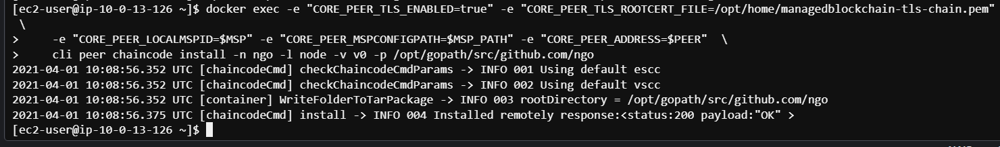 [ec2-user@ip-10-0-13-126 ~]$ docker exec -e "CORE_PEER_TLS_ENABLED=true" -e "CORE_PEER_TLS_ROOTCERT_FILE=/opt/home/managedblockchain-tls-chain.pem"
\
>     -e "CORE_PEER_LOCALMSPID=$MSP" -e "CORE_PEER_MSPCONFIGPATH=$MSP_PATH" -e "CORE_PEER_ADDRESS=$PEER"  \
>     cli peer chaincode install -n ngo -l node -v v0 -p /opt/gopath/src/github.com/ngo
2021-04-01 10:08:56.352 UTC [chaincodeCmd] checkChaincodeCmdParams -> INFO 001 Using default escc
2021-04-01 10:08:56.352 UTC [chaincodeCmd] checkChaincodeCmdParams -> INFO 002 Using default vscc
2021-04-01 10:08:56.352 UTC [container] WriteFolderToTarPackage -> INFO 003 rootDirectory = /opt/gopath/src/github.com/ngo
2021-04-01 10:08:56.375 UTC [chaincodeCmd] install -> INFO 004 Installed remotely response:<status:200 payload:"OK" >
[ec2-user@ip-10-0-13-126 ~]$